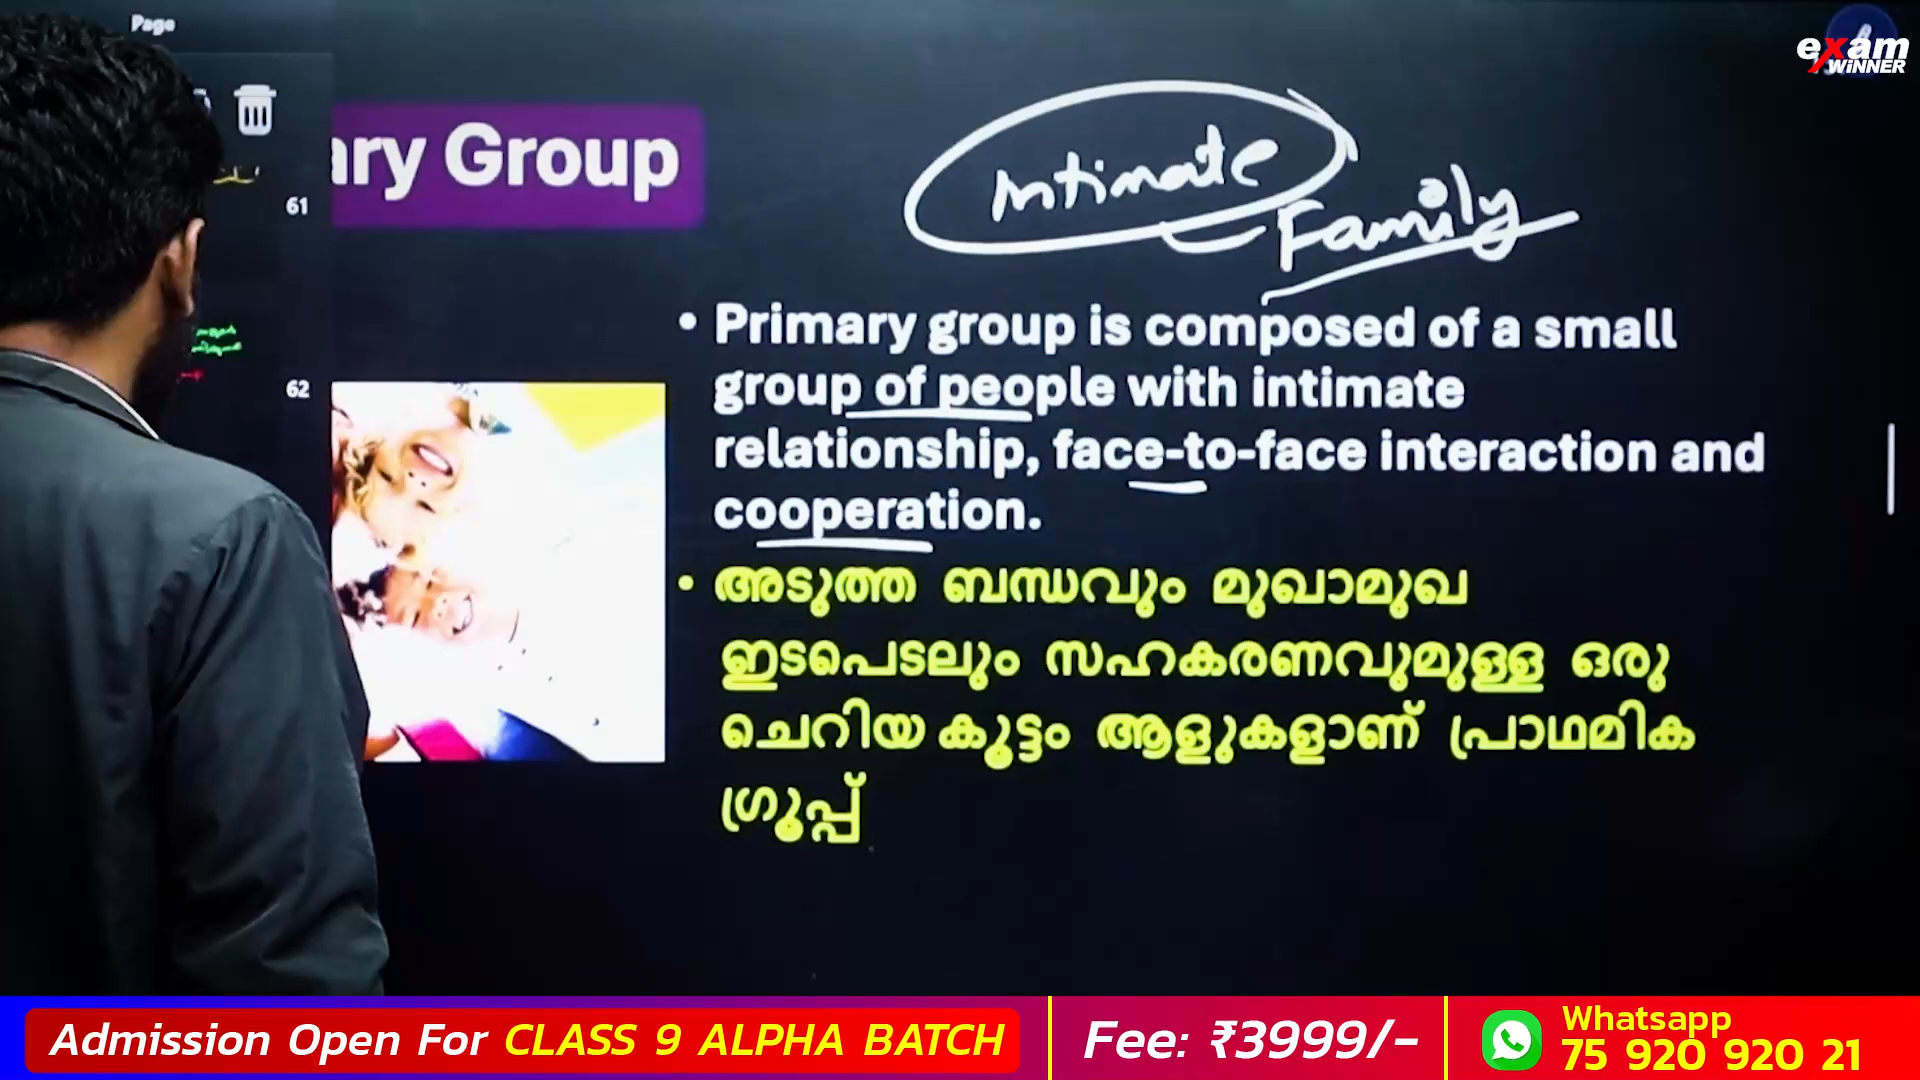 Page
exam
WiNNER
ary Group
Intimate
Family
61
• Primary group is composed of a small
group of people with intimate
relationship, face-to-face interaction and
cooperation.
62
• അടുത്ത ബന്ധവും മുഖാമുഖ
ഇടപെടലും സഹകരണവുമുള്ള ഒരു
ചെറിയ കൂട്ടം ആളുകളാണ് പ്രാഥമിക
ഗ്രൂപ്പ്
Admission Open For CLASS 9 ALPHA BATCH
Fee: ₹3999/-
Whatsapp
75 920 920 21